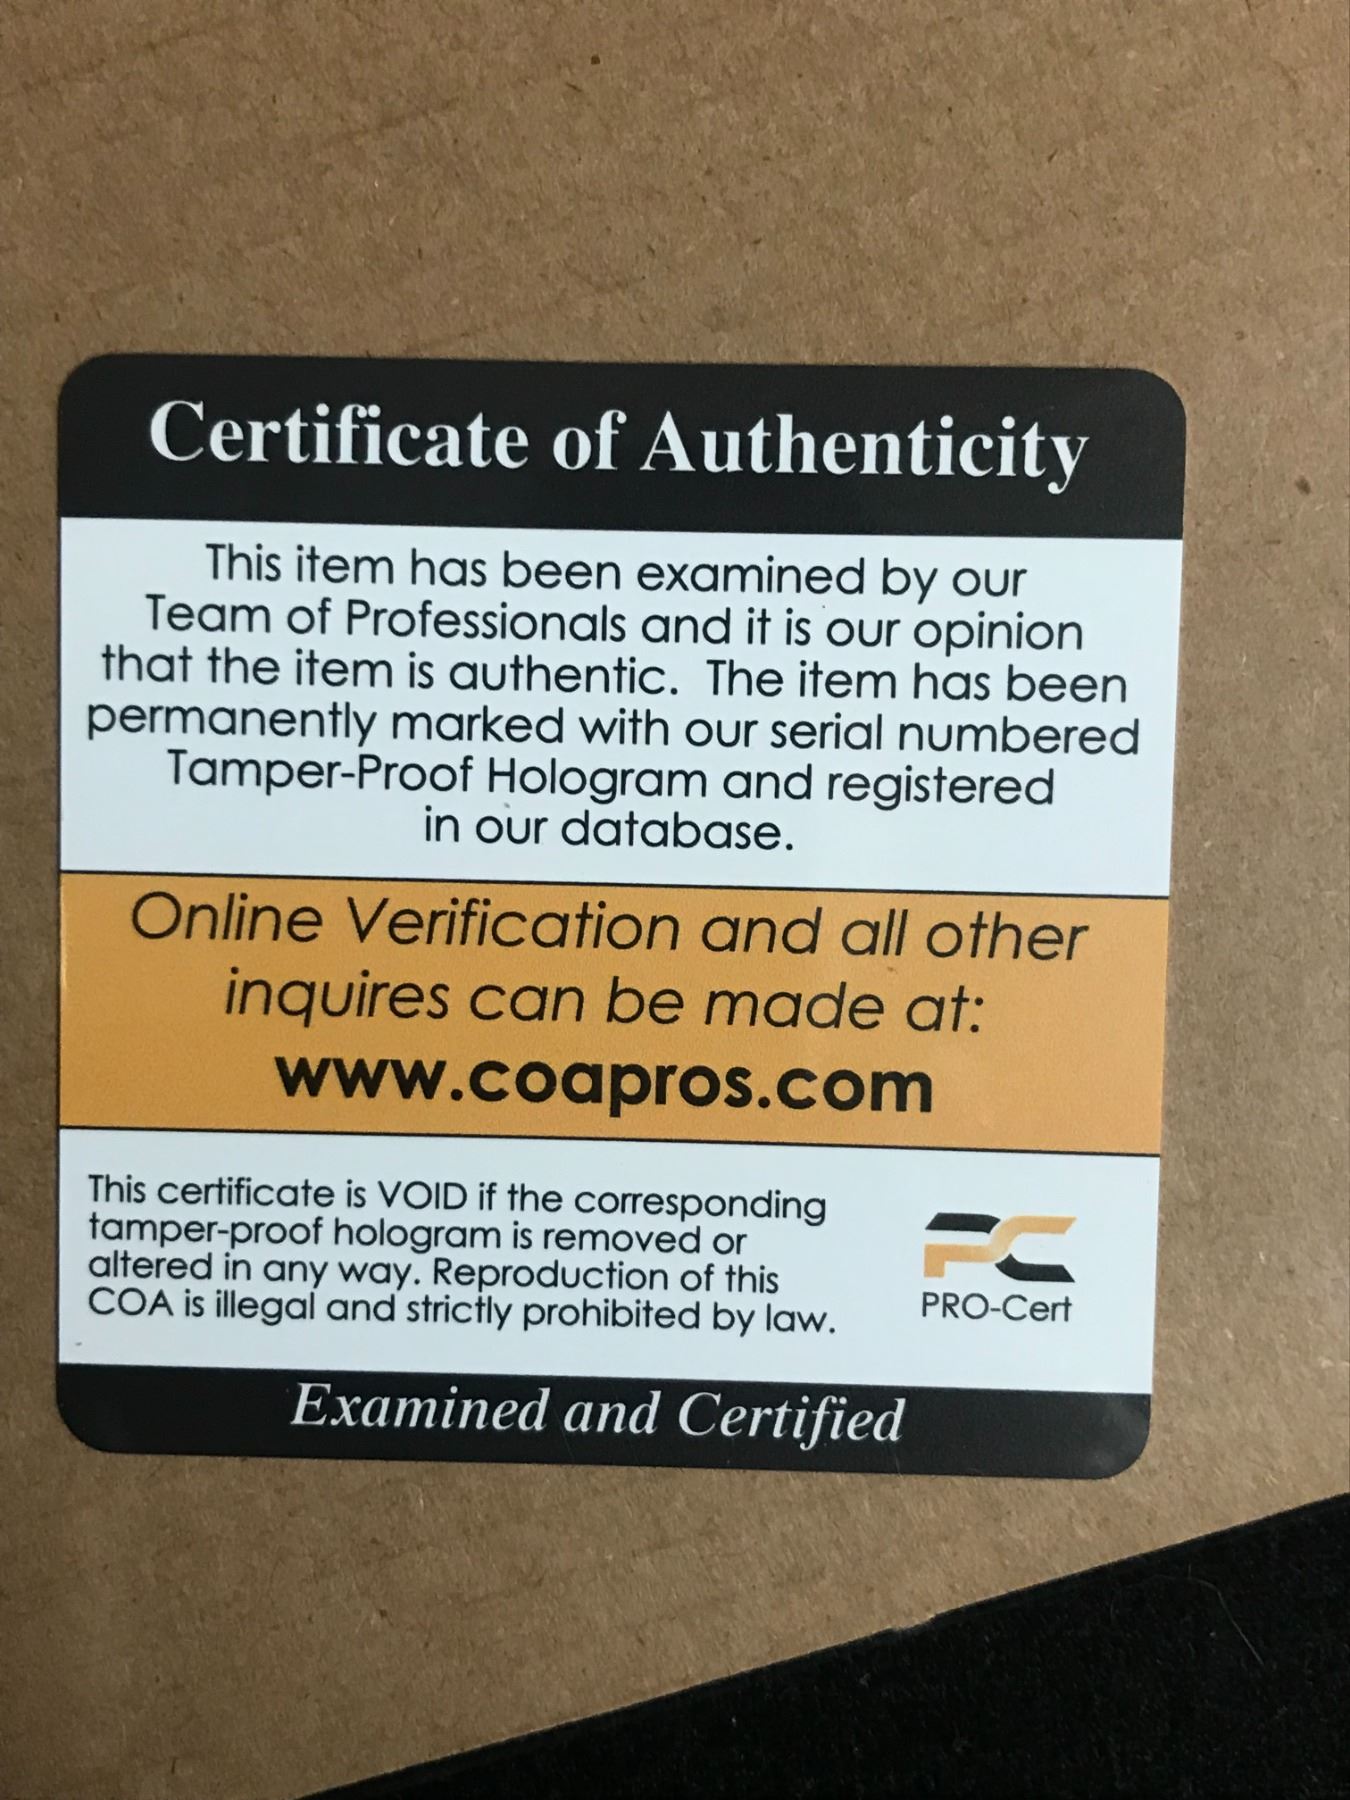 Certificate of Authenticity
This item has been examined by our
Team of Professionals and it is our opinion
that the item is authentic. The item has been
permanently marked with our serial numbered
Tamper-Proof Hologram and registered
in our database.
Online Verification and all other
inquires can be made at:
www.coapros.com
This certificate is VOID if the corresponding
tamper-proof hologram is removed or
altered in any way. Reproduction of this
COA is illegal and strictly prohibited by law.
PC
PRO-Cert
Examined and Certified